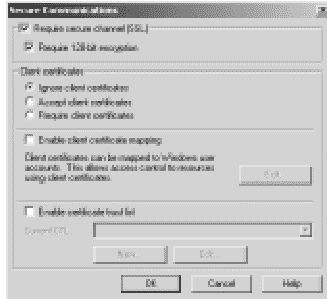 Secure Communications
Require secure channel (SSL)
Require 128-bit encryption
Client certificates
Ignore client certificates
Accept client certificates
Require client certificates
Enable client certificate mapping
Client certificates can be mapped to Windows user
accounts. This allows access control to resources
using client certificates.
Edit...
Enable certificate trust list
Current CTL:
New...
Edit...
OK
Cancel
Help